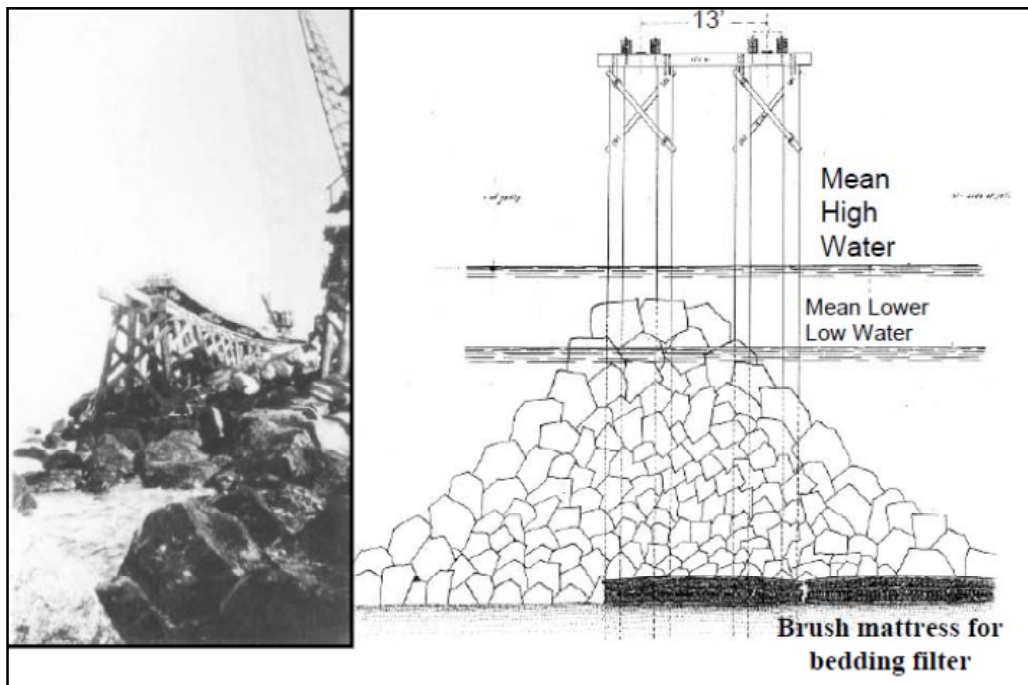 13'
Mean
High
Water
Mean Lower
Low Water
Brush mattress for
bedding filter